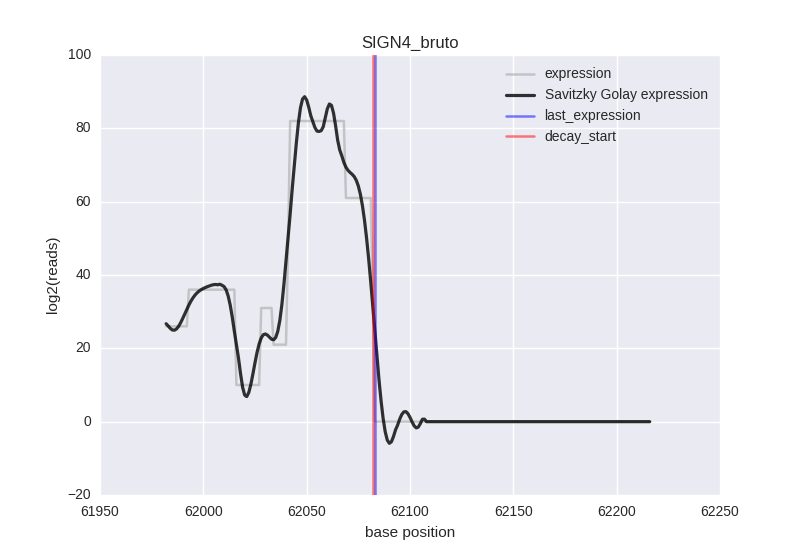 SIGN4_bruto
expression
Savitzky Golay expression
last_expression
decay_start
log2(reads)
100
80
60
40
20
0
−20
61950
62000
62050
62100
62150
62200
62250
base position